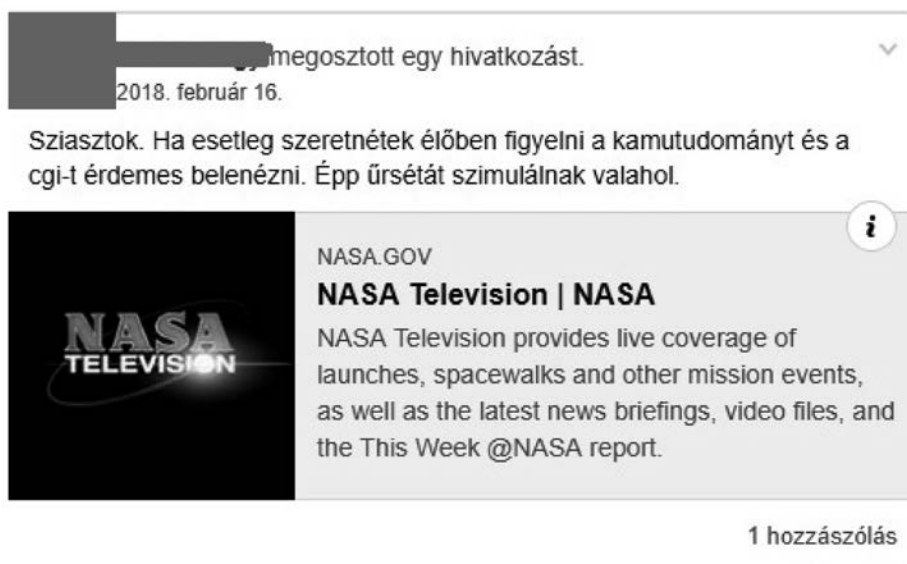 megosztott egy hivatkozást.
2018. február 16.
Sziasztok. Ha esetleg szeretnétek élőben figyelni a kamutudományt és a
cgi-t érdemes belenézni. Épp űrsétát szimulálnak valahol.
NASA
TELEVISION
i
NASA.GOV
NASA Television | NASA
NASA Television provides live coverage of
launches, spacewalks and other mission events,
as well as the latest news briefings, video files, and
the This Week @NASA report.
1 hozzászólás